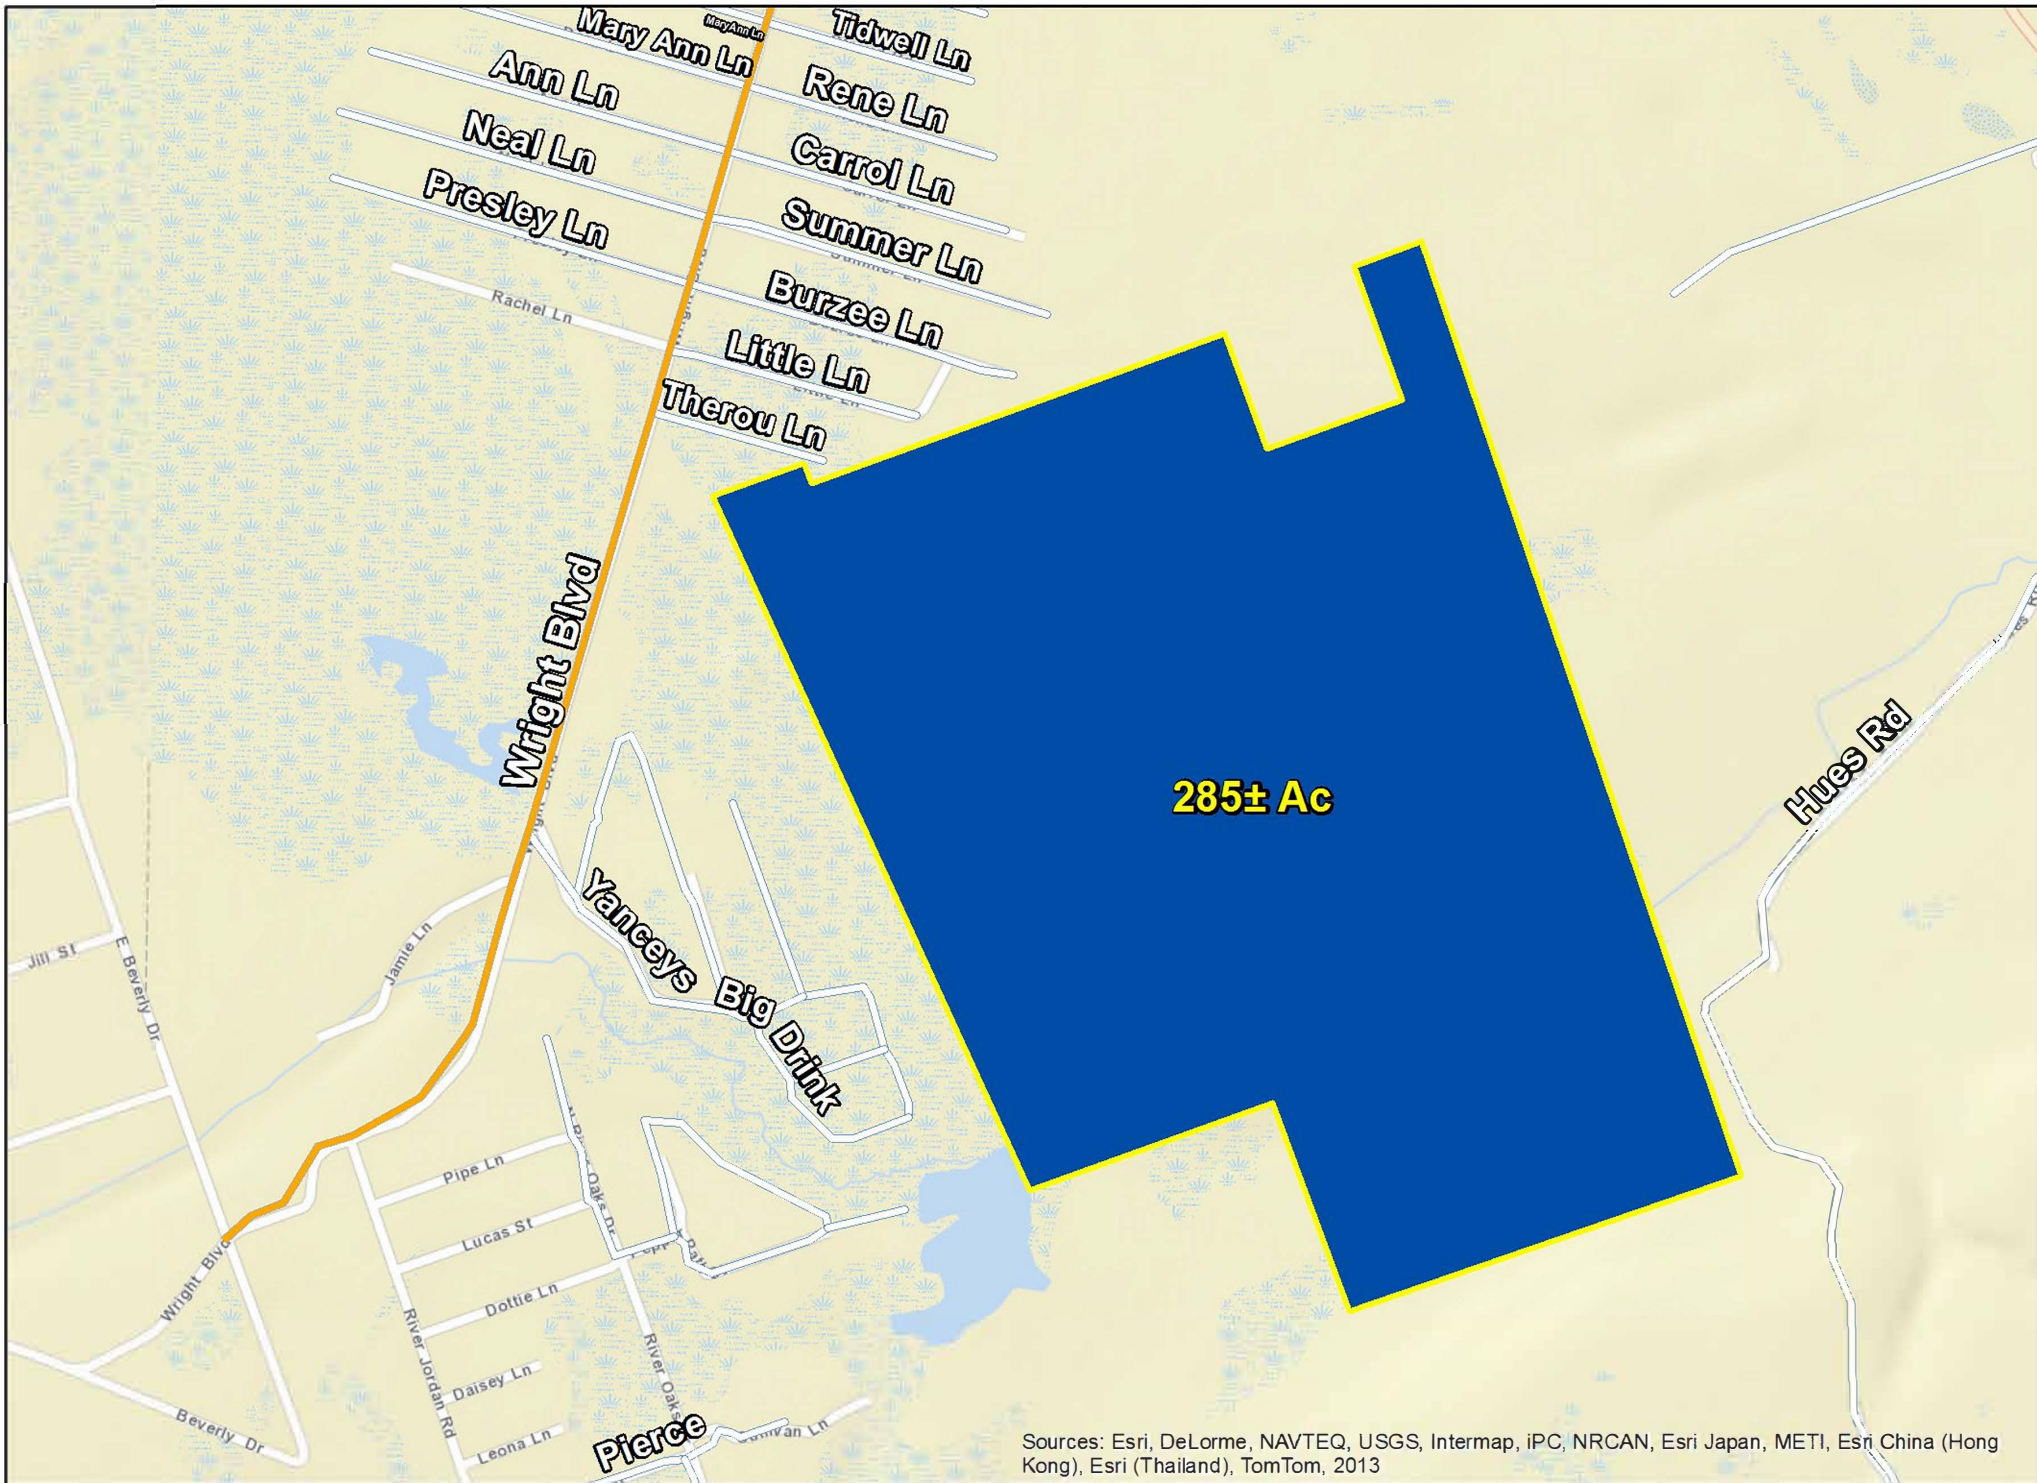 Mary Ann Ln
MaryAnn Ln
Tidwell Ln
Ann Ln
Rene Ln
Neal Ln
Carrol Ln
Presley Ln
Summer Ln
Rachel Ln
Burzee Ln
Little Ln
Therou Ln
Wright Blvd
285± Ac
Hues Rd
Yanceys
Big
Drink
Jamie Ln
Jill St
E Beverly Dr
Pipe Ln
Lucas St
Dottie Ln
Wright Blvd
River Jordan Rd
River Oaks
Daisey Ln
Beverly Dr
Leona Ln
Pierce
Sources: Esri, DeLorme, NAVTEQ, USGS, Intermap, iPC, NRCAN, Esri Japan, METI, Esri China (Hong
Kong), Esri (Thailand), TomTom, 2013